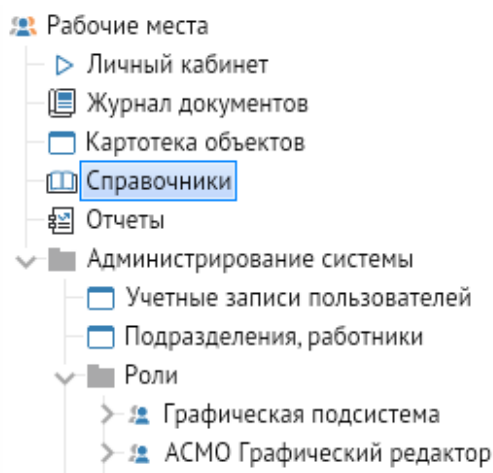 Рабочие места
Личный кабинет
Журнал документов
Картотека объектов
Справочники
Отчеты
Администрирование системы
Учетные записи пользователей
Подразделения, работники
Роли
Графическая подсистема
АСМО Графический редактор